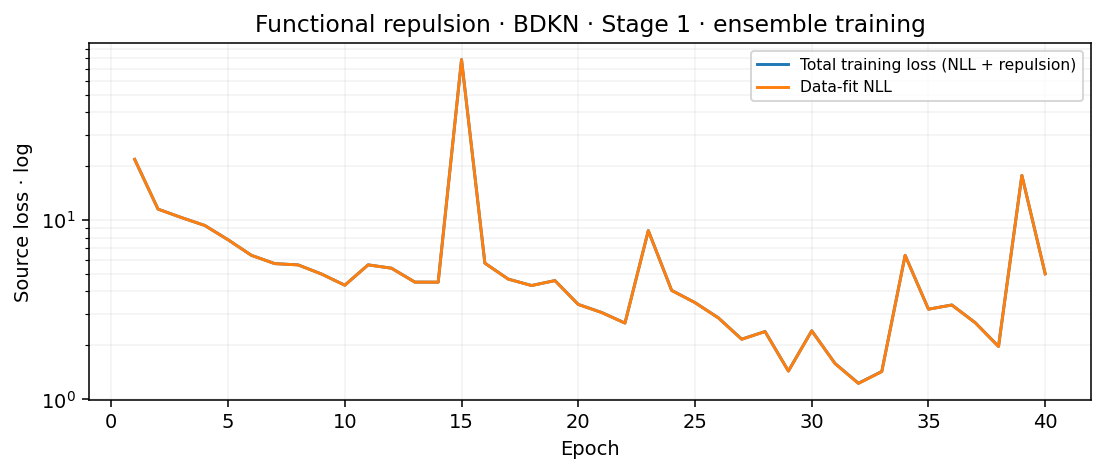 Functional repulsion · BDKN · Stage 1 · ensemble training
Total training loss (NLL + repulsion)
Data-fit NLL
Source loss · log
10¹
10⁰
0 5 10 15 20 25 30 35 40
Epoch